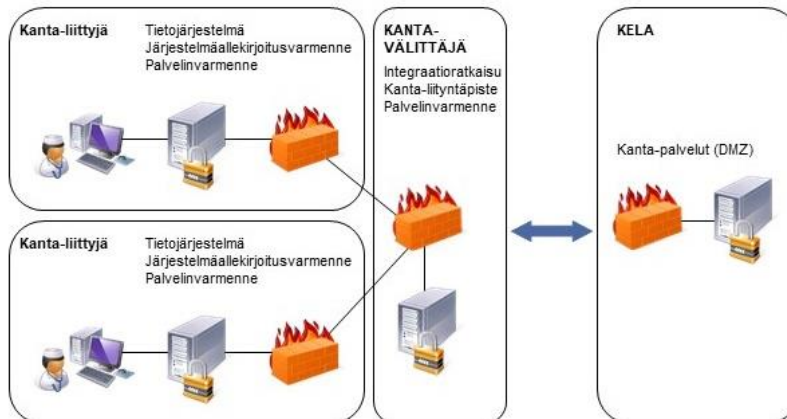 Kanta-liittyjä
Tietojärjestelmä
Järjestelmäallekirjoitusvarmenne
Palvelinvarmenne
Kanta-liittyjä
Tietojärjestelmä
Järjestelmäallekirjoitusvarmenne
Palvelinvarmenne
KANTA-
VÄLITTÄJÄ
Integraatioratkaisu
Kanta-liityntäpiste
Palvelinvarmenne
KELA
Kanta-palvelut (DMZ)